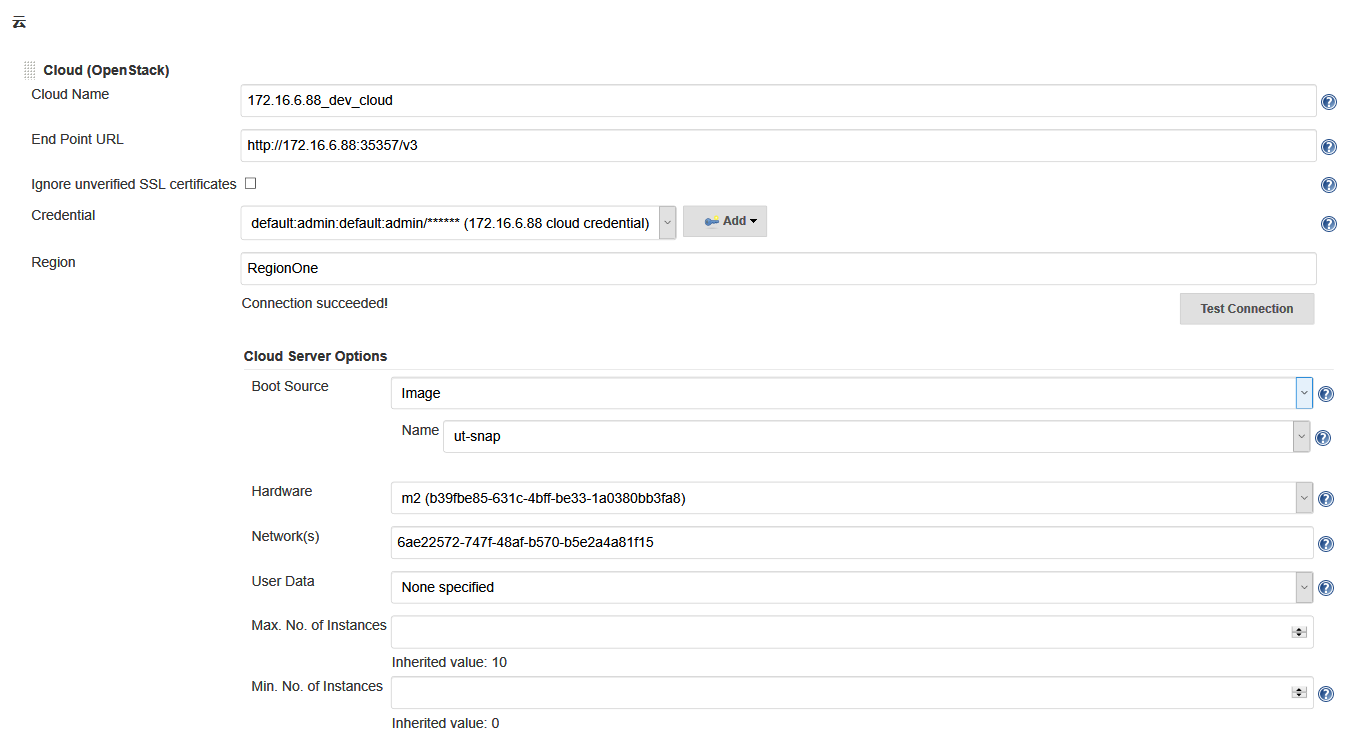 云
Cloud (OpenStack)
Cloud Name
172.16.6.88_dev_cloud
End Point URL
http://172.16.6.88:35357/v3
Ignore unverified SSL certificates
Credential
default:admin:default:admin/****** (172.16.6.88 cloud credential)
Add
Region
RegionOne
Connection succeeded!
Test Connection
Cloud Server Options
Boot Source
Image
Name
ut-snap
Hardware
m2 (b39fbe85-631c-4bff-be33-1a0380bb3fa8)
Network(s)
6ae22572-747f-48af-b570-b5e2a4a81f15
User Data
None specified
Max. No. of Instances
Inherited value: 10
Min. No. of Instances
Inherited value: 0